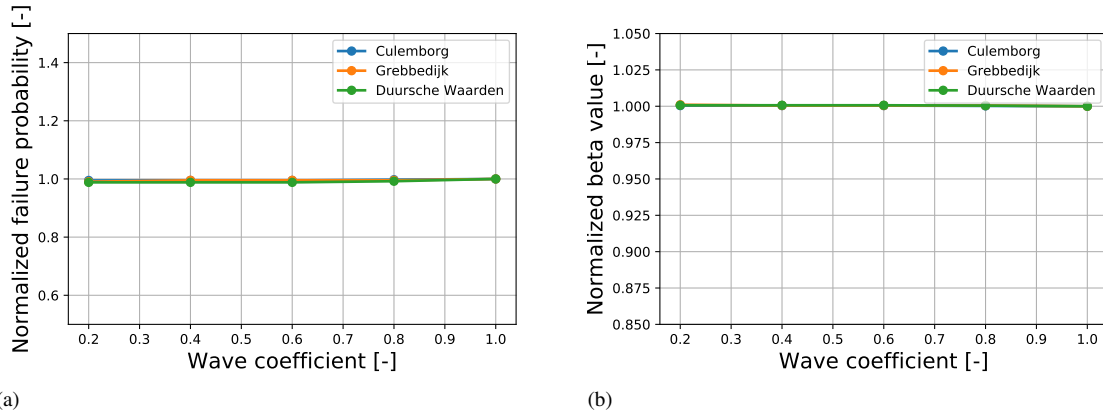 Normalized failure probability [-]
1.4
1.2
1.0
0.8
0.6
Culemborg
Grebbedijk
Duursche Waarden
0.2 0.3 0.4 0.5 0.6 0.7 0.8 0.9 1.0
Wave coefficient [-]
a)
Normalized beta value [-]
1.050
1.025
1.000
0.975
0.950
0.925
0.900
0.875
0.850
Culemborg
Grebbedijk
Duursche Waarden
0.2 0.3 0.4 0.5 0.6 0.7 0.8 0.9 1.0
Wave coefficient [-]
(b)